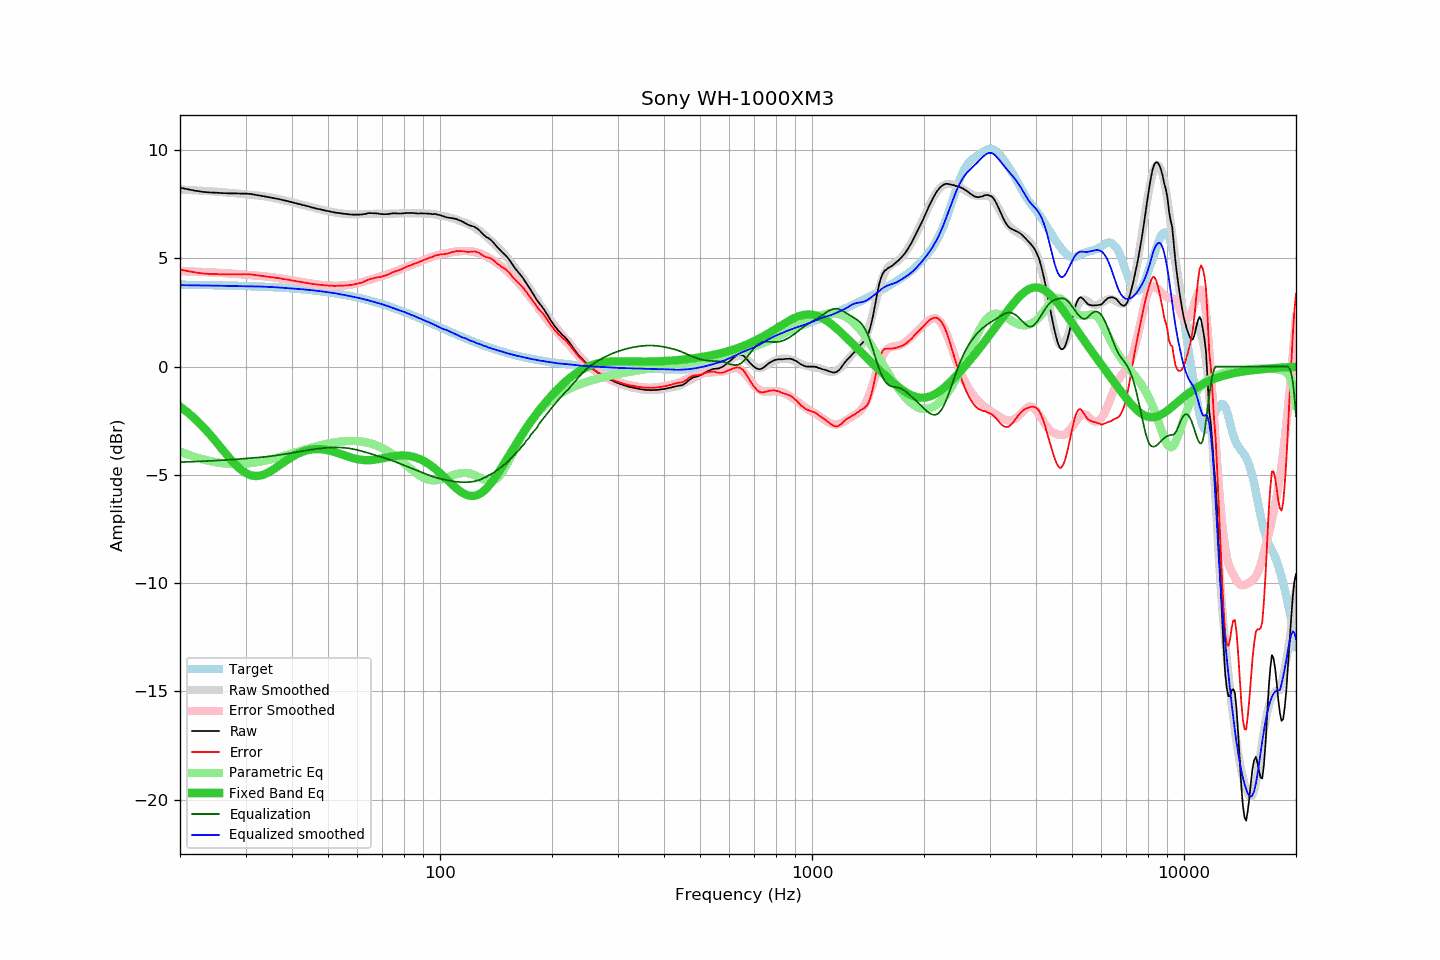 Sony WH-1000XM3
Amplitude (dBr)
10
5
0
−5
−10
−15
−20
Target
Raw Smoothed
Error Smoothed
Raw
Error
Parametric Eq
Fixed Band Eq
Equalization
Equalized smoothed
100 1000 10000
Frequency (Hz)